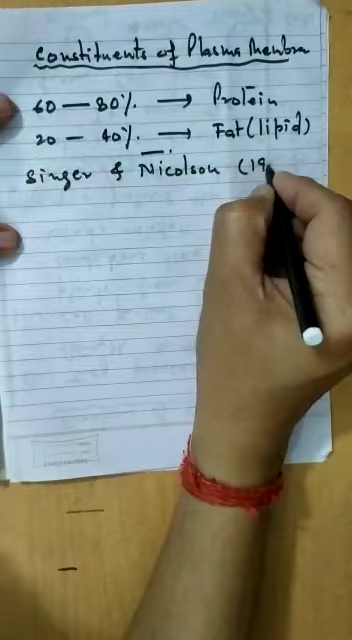 Constituents of Plasma Membra
60 — 80% → Protein
20 — 40% → Fat (lipid)
Singer & Nicolson (19